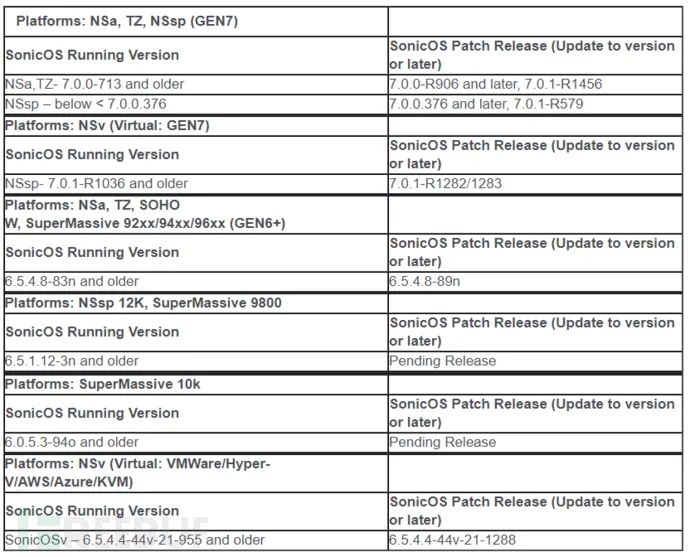 Platforms: NSa, TZ, NSsp (GEN7)
SonicOS Running Version
SonicOS Patch Release (Update to version
or later)
NSa,TZ- 7.0.0-713 and older
7.0.0-R906 and later, 7.0.1-R1456
NSsp – below < 7.0.0.376
7.0.0.376 and later, 7.0.1-R579
Platforms: NSv (Virtual: GEN7)
SonicOS Running Version
SonicOS Patch Release (Update to version
or later)
NSsp- 7.0.1-R1036 and older
7.0.1-R1282/1283
Platforms: NSa, TZ, SOHO
W, SuperMassive 92xx/94xx/96xx (GEN6+)
SonicOS Running Version
SonicOS Patch Release (Update to version
or later)
6.5.4.8-83n and older
6.5.4.8-89n
Platforms: NSsp 12K, SuperMassive 9800
SonicOS Running Version
SonicOS Patch Release (Update to version
or later)
6.5.1.12-3n and older
Pending Release
Platforms: SuperMassive 10k
SonicOS Running Version
SonicOS Patch Release (Update to version
or later)
6.0.5.3-94o and older
Pending Release
Platforms: NSv (Virtual: VMWare/Hyper-
V/AWS/Azure/KVM)
SonicOS Running Version
SonicOS Patch Release (Update to version
or later)
SonicOSv – 6.5.4.4-44v-21-955 and older
6.5.4.4-44v-21-1288